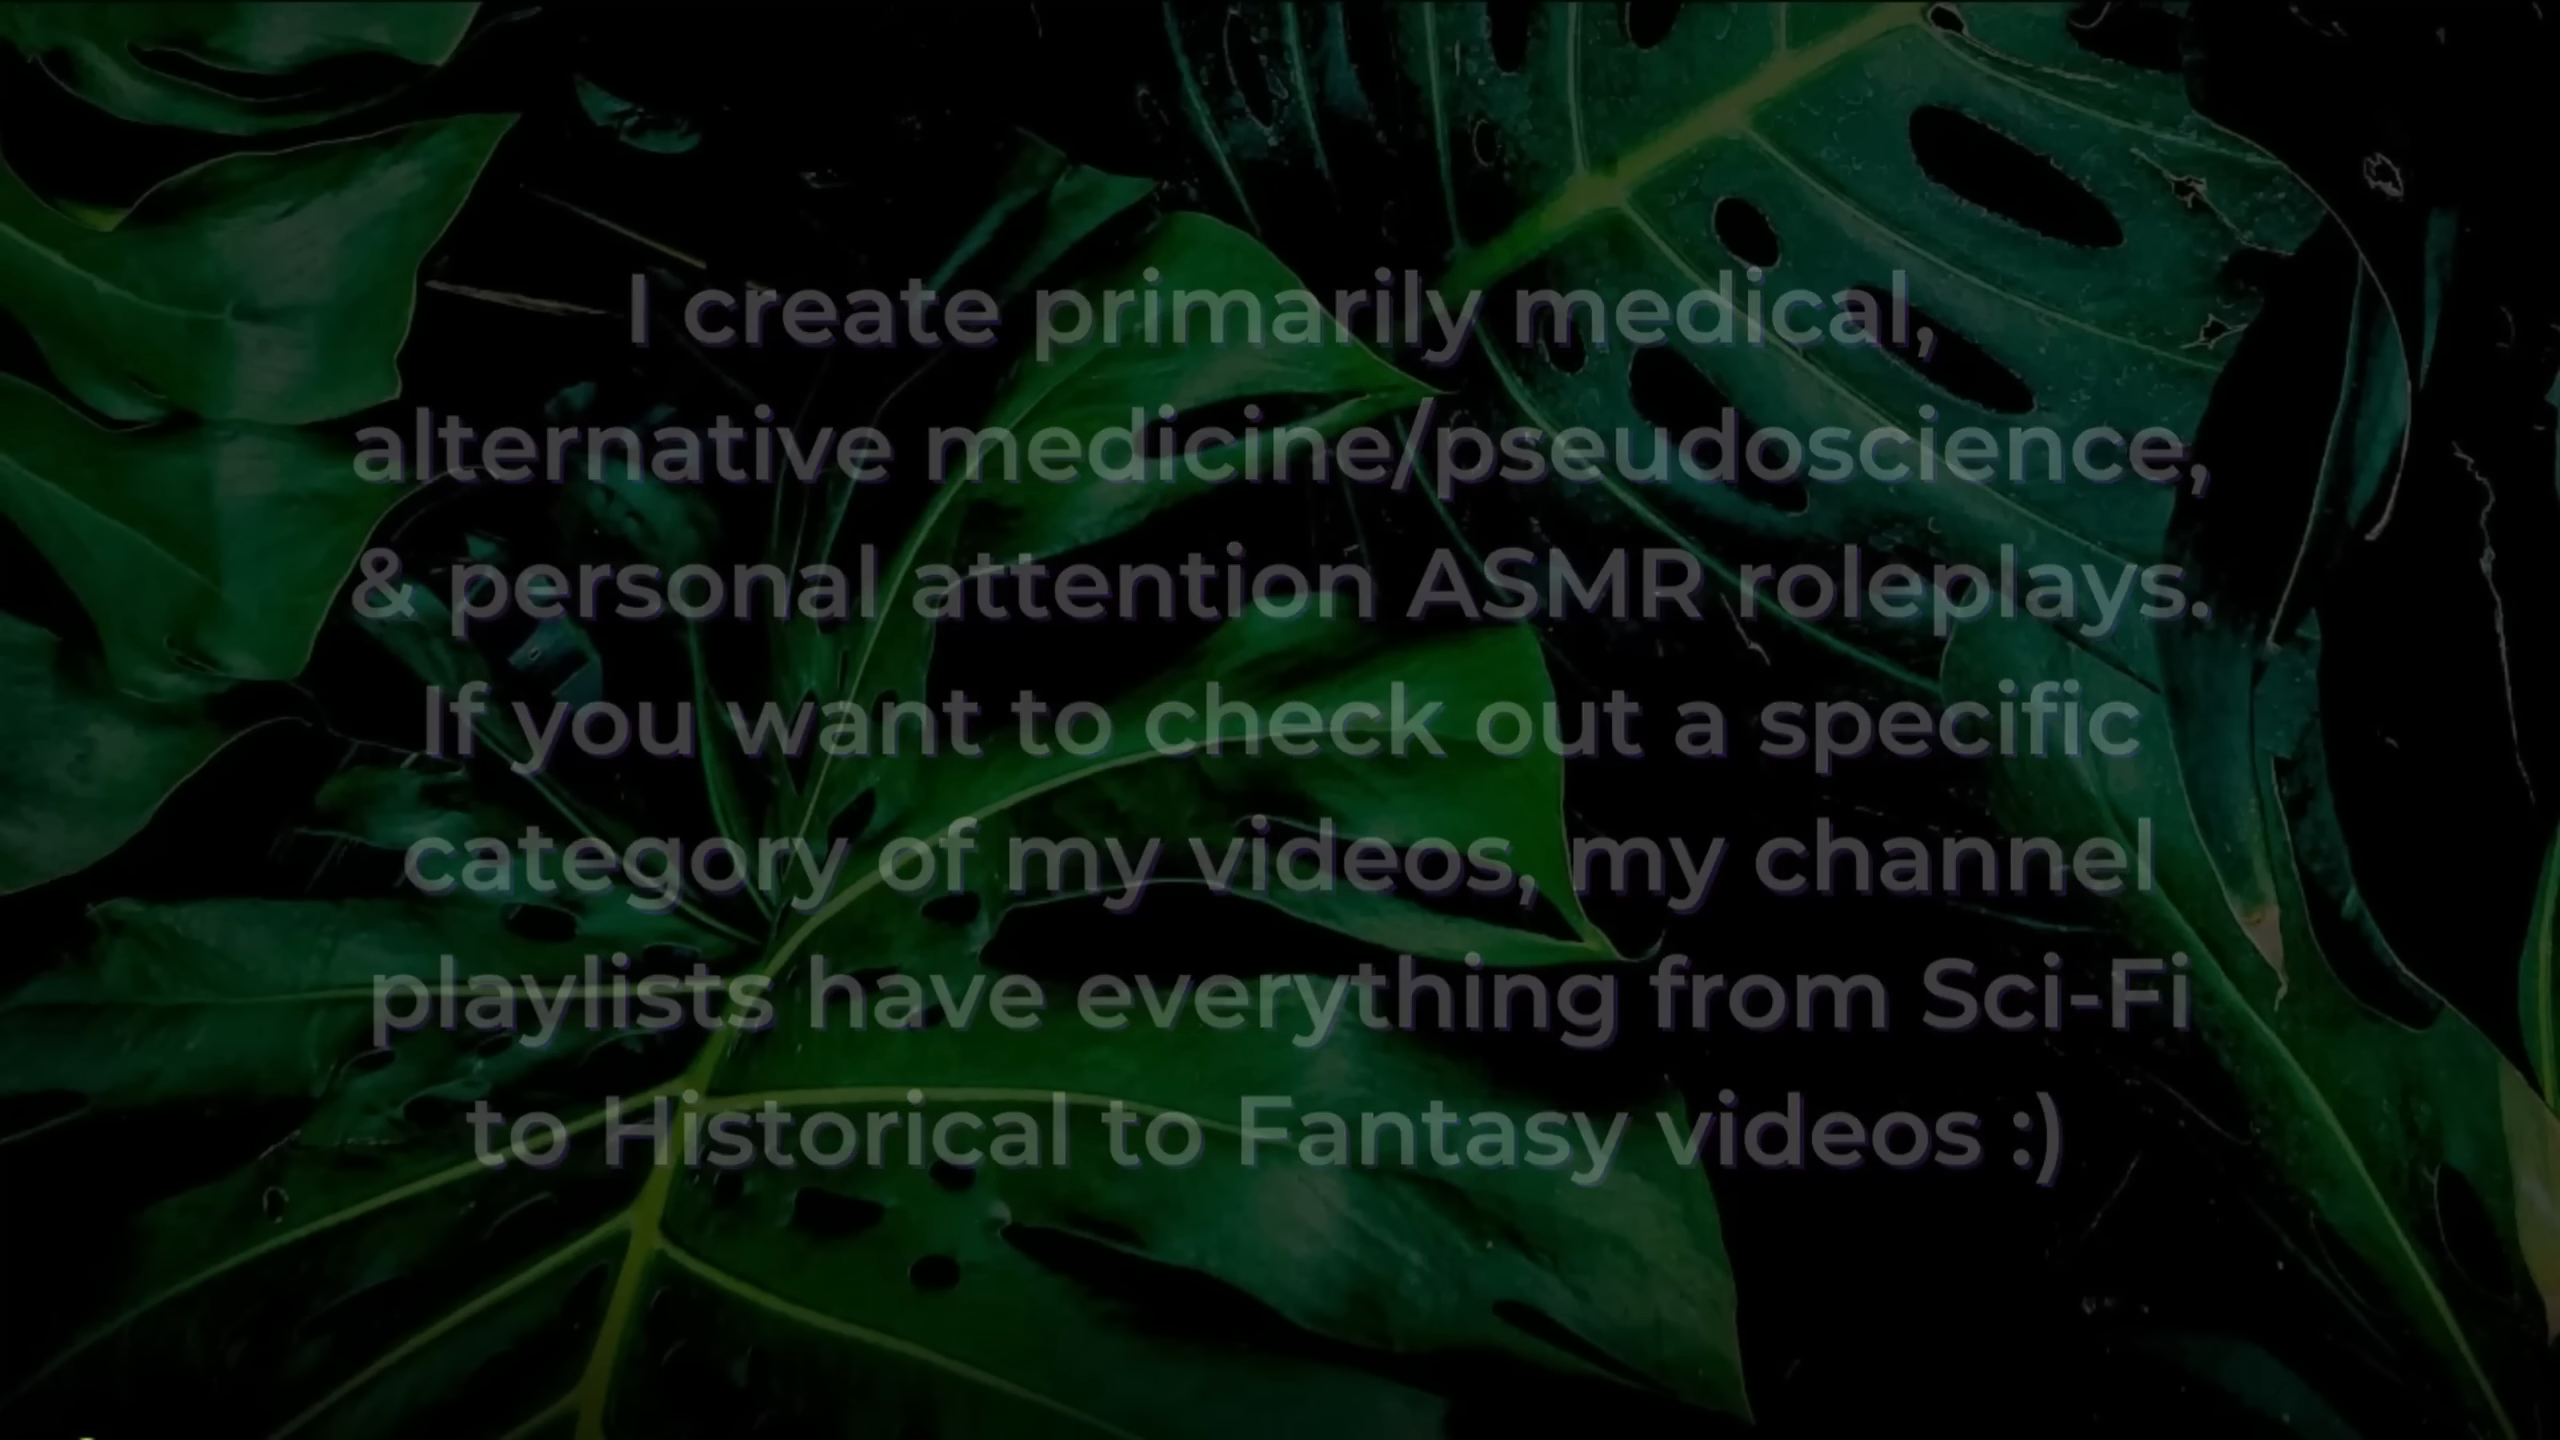 I create primarily medical,
alternative medicine/pseudoscience,
& personal attention ASMR roleplays.
If you want to check out a specific
category of my videos, my channel
playlists have everything from Sci-Fi
to Historical to Fantasy videos :)